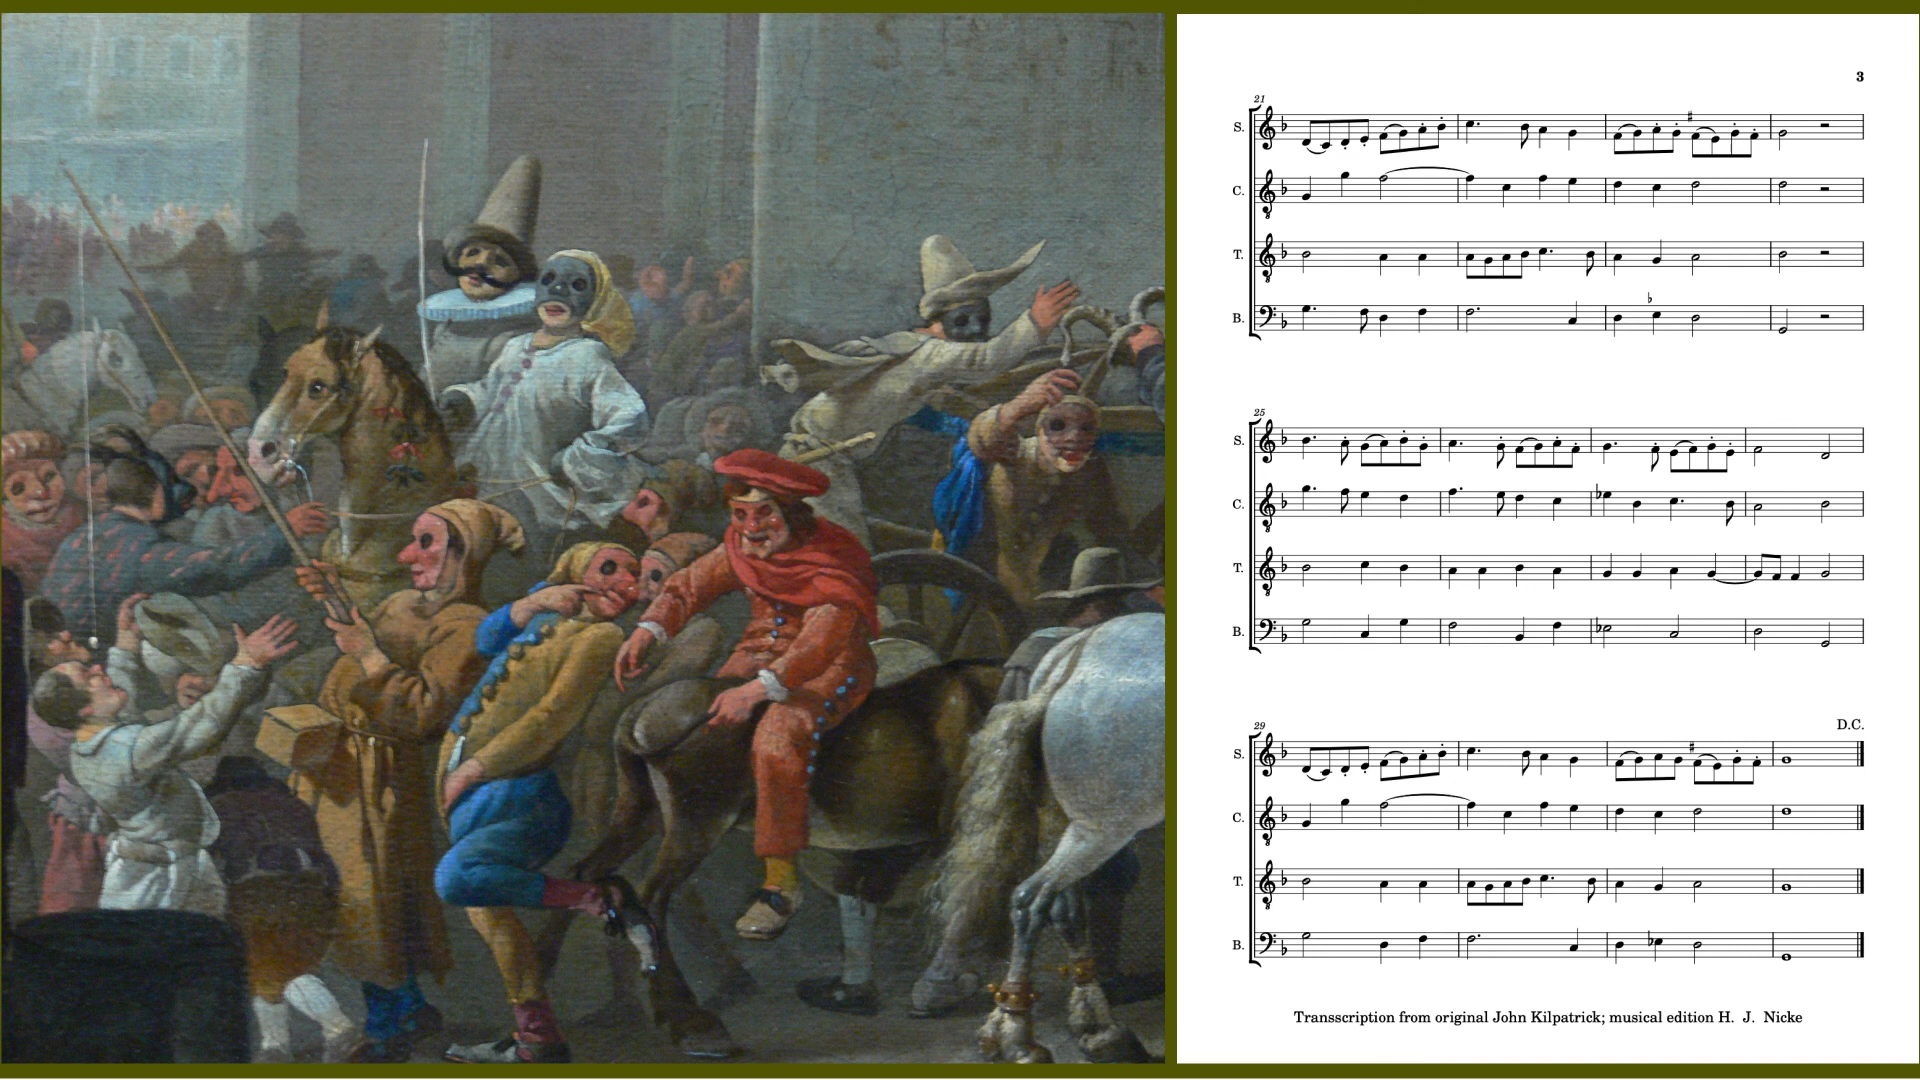 3
21
S.
C.
T.
B.
25
S.
C.
T.
B.
29
D.C.
S.
C.
T.
B.
Transscription from original John Kilpatrick; musical edition H. J. Nicke